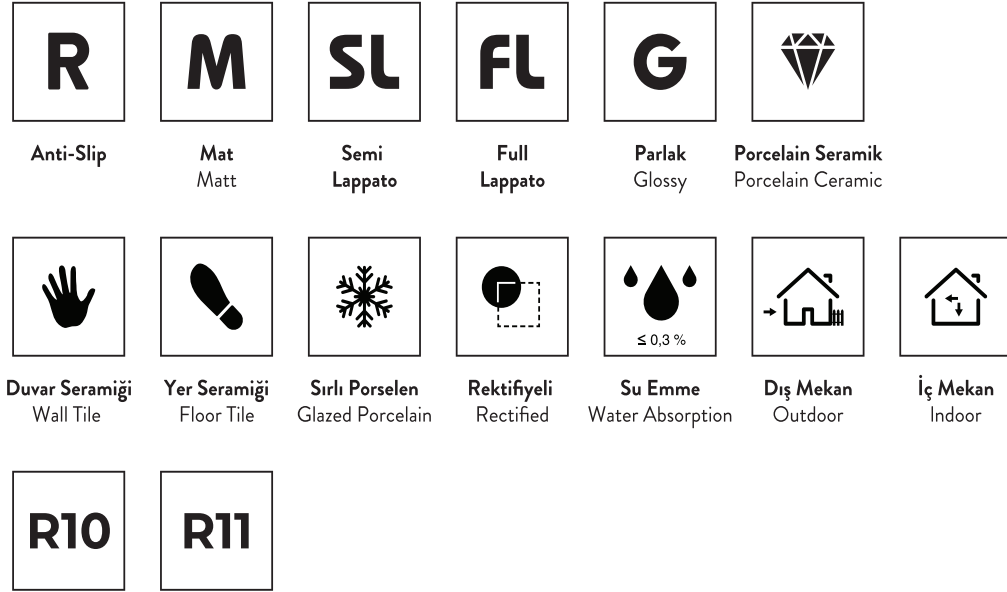 R M SL FL G
Anti-Slip Mat Semi Full Parlak Porcelain Seramik
Matt Lappato Lappato Glossy Porcelain Ceramic
≤ 0,3 %
Duvar Seramiği Yer Seramiği Sırlı Porselen Rektifiyeli Su Emme Dış Mekan İç Mekan
Wall Tile Floor Tile Glazed Porcelain Rectified Water Absorption Outdoor Indoor
R10 R11